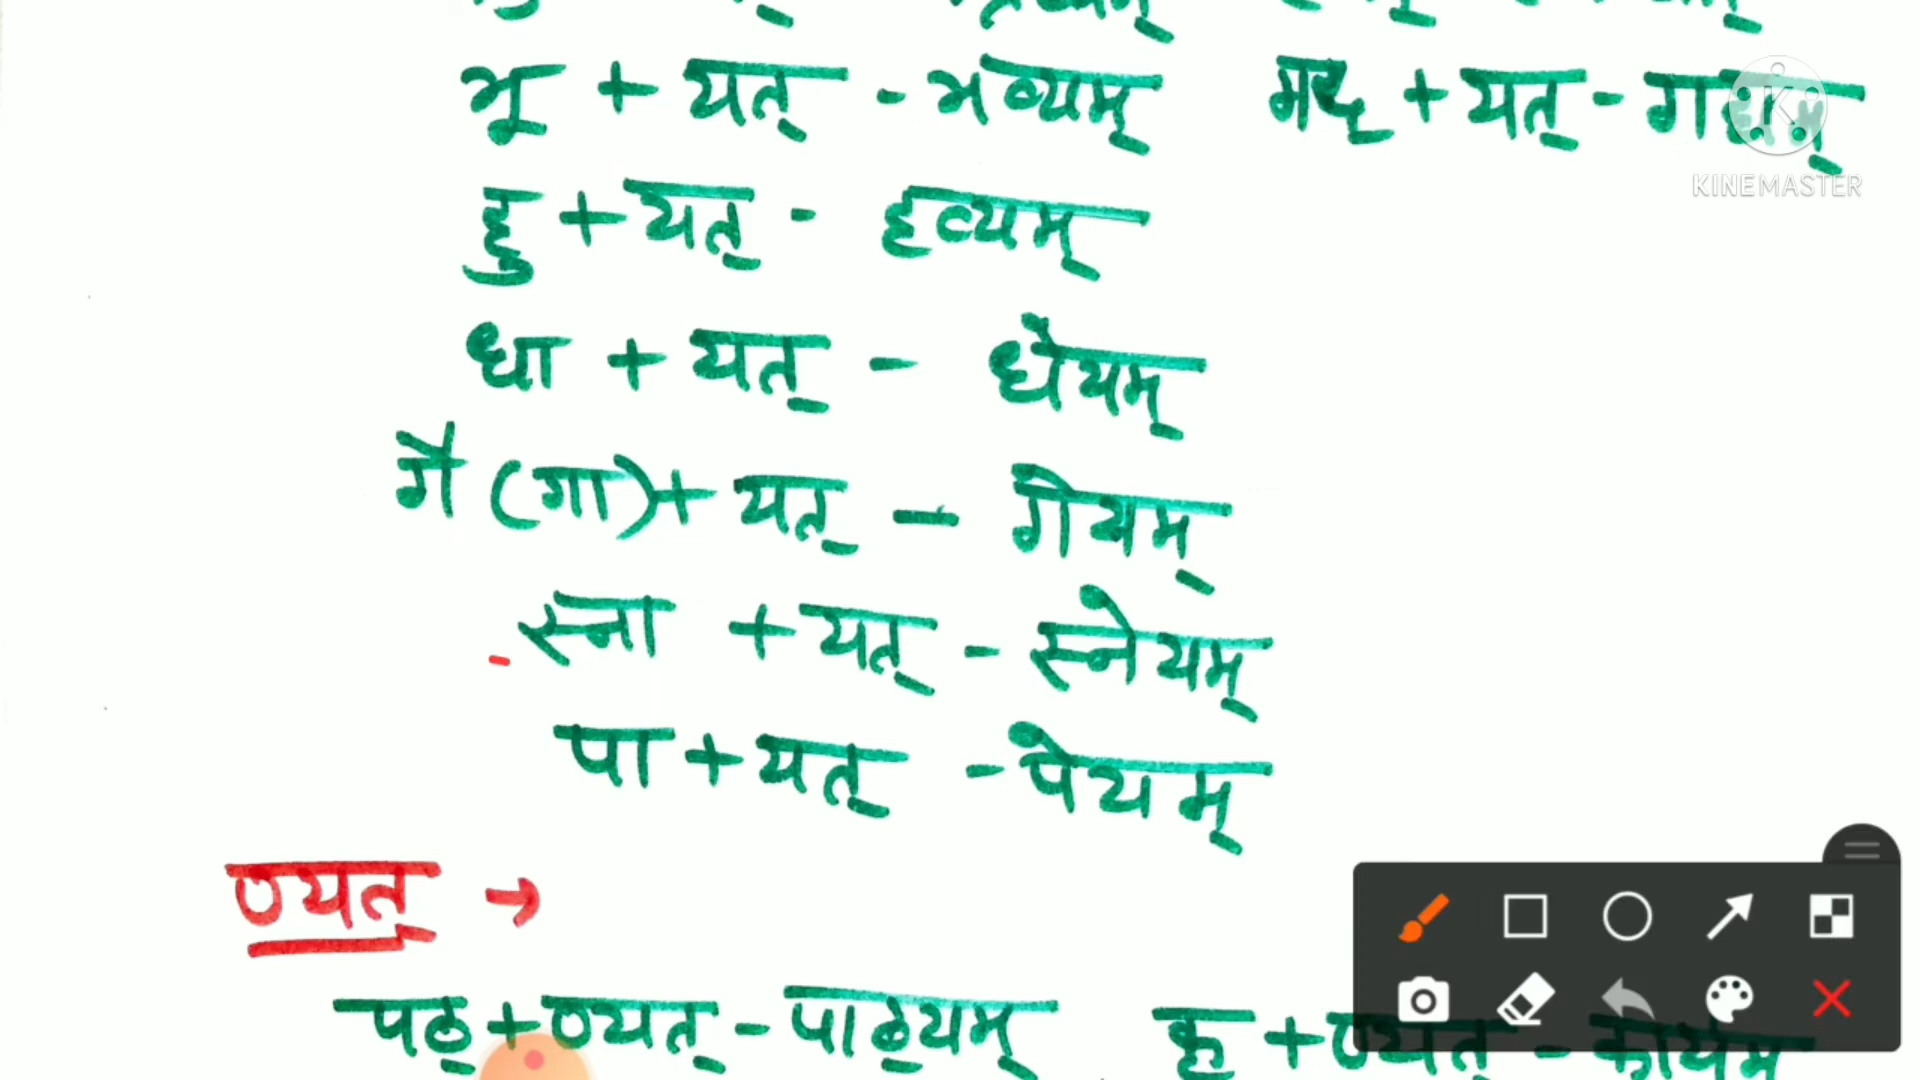 भू + यत् - भव्यम् गद् + यत् - गद्यम्
KINEMASTER
हु + यत् - हव्यम्
धा + यत् - धेयम्
गै (गा) + यत् - गेयम्
स्ना + यत् - स्नेयम्
पा + यत् - पेयम्
ण्यत् →
पठ् + ण्यत् - पाठ्यम् कृ + ण्यत् - कार्यम्